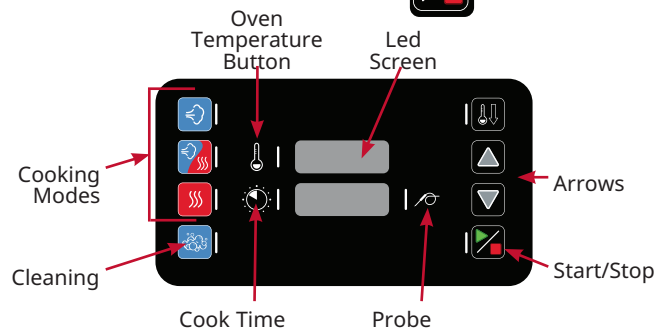 Oven
Temperature
Button
Led
Screen
Cooking
Modes
Arrows
Cleaning
Start/Stop
Cook Time
Probe